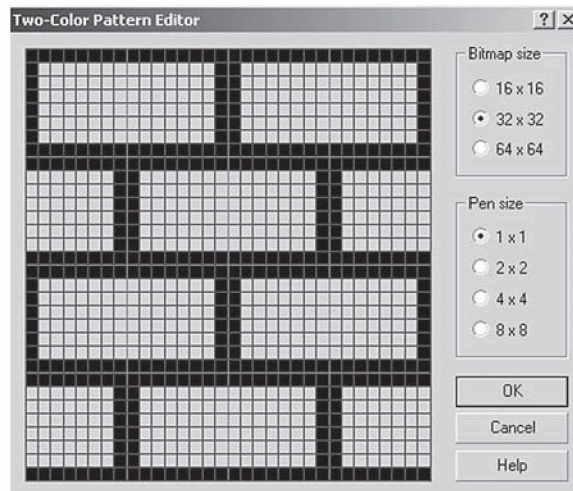 Two-Color Pattern Editor
Bitmap size
16 x 16
32 x 32
64 x 64
Pen size
1 x 1
2 x 2
4 x 4
8 x 8
OK
Cancel
Help